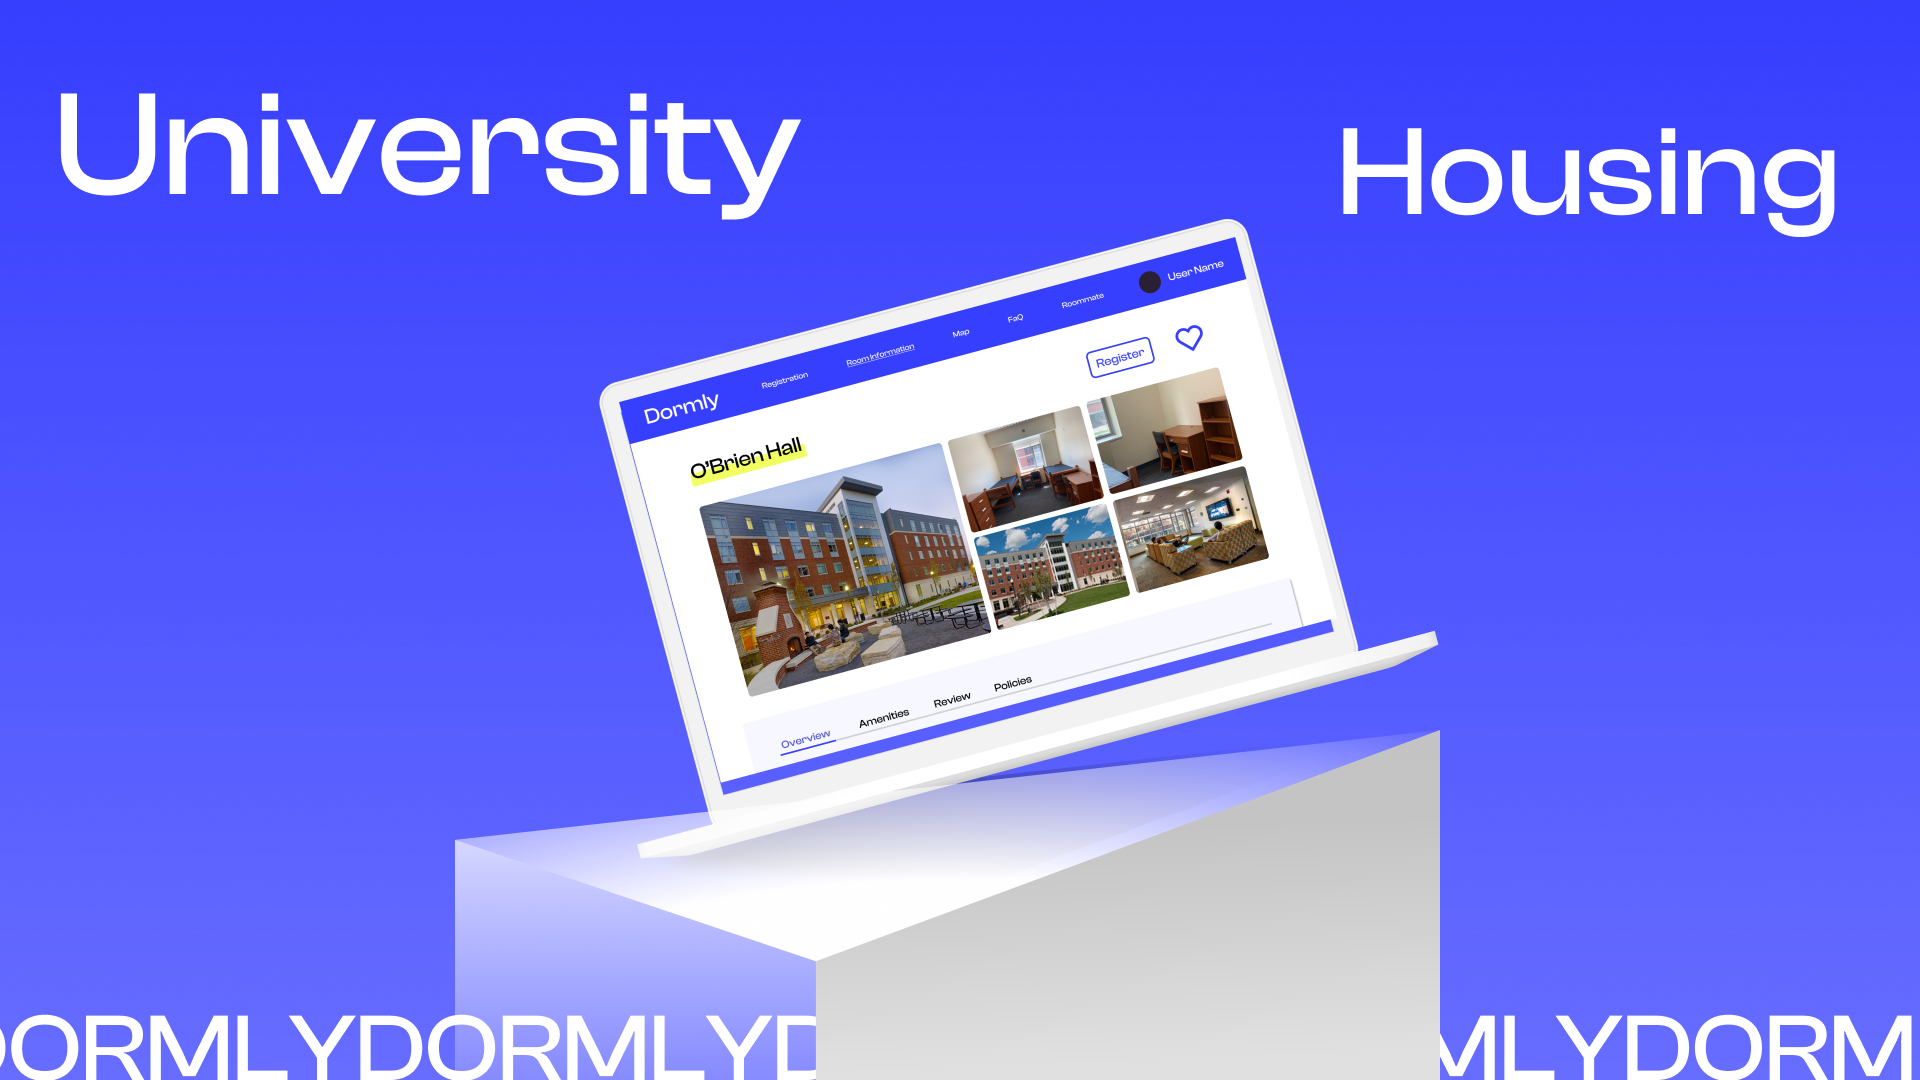 University
Housing
User Name
Roommate
FaQ
Map
Room Information
Registration
Dormly
Register
O'Brien Hall
Policies
Review
Amenities
Overview
DORMLYDORMLYD
MLYDORM